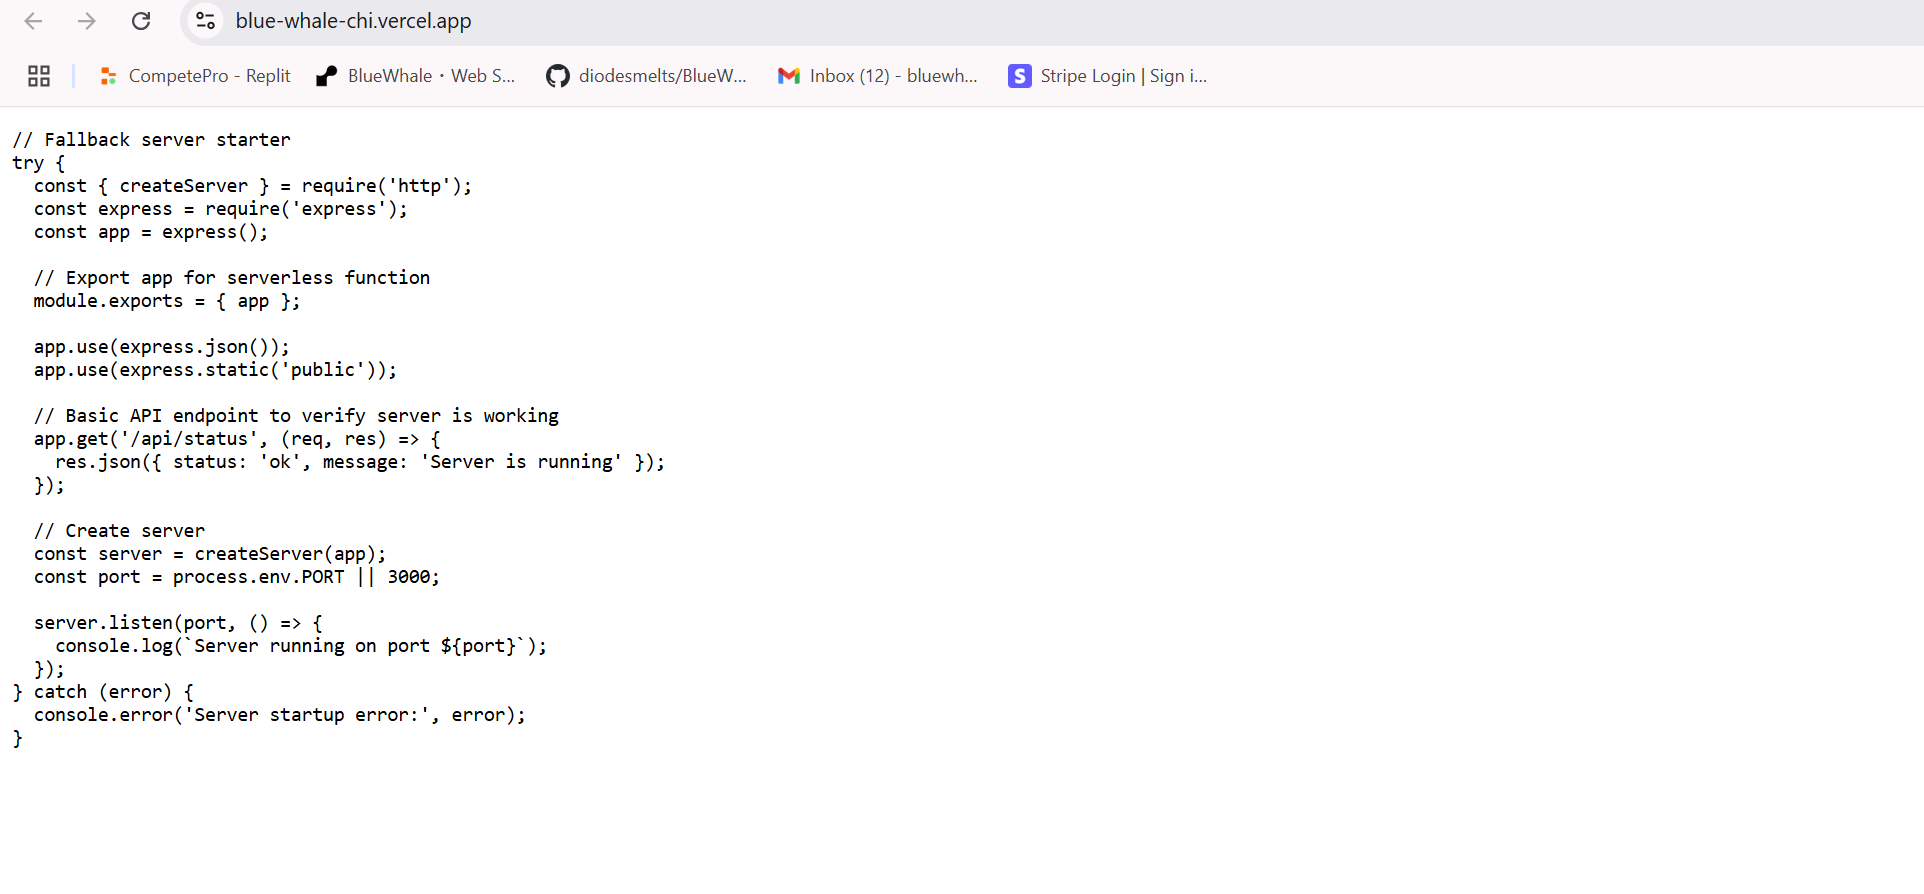 blue-whale-chi.vercel.app
CompetePro - Replit
BlueWhale · Web S...
diodesmelts/BlueW...
Inbox (12) - bluewh...
S
Stripe Login | Sign i...
// Fallback server starter
try {
  const { createServer } = require('http');
  const express = require('express');
  const app = express();

  // Export app for serverless function
  module.exports = { app };

  app.use(express.json());
  app.use(express.static('public'));

  // Basic API endpoint to verify server is working
  app.get('/api/status', (req, res) => {
    res.json({ status: 'ok', message: 'Server is running' });
  });

  // Create server
  const server = createServer(app);
  const port = process.env.PORT || 3000;

  server.listen(port, () => {
    console.log(`Server running on port ${port}`);
  });
} catch (error) {
  console.error('Server startup error:', error);
}